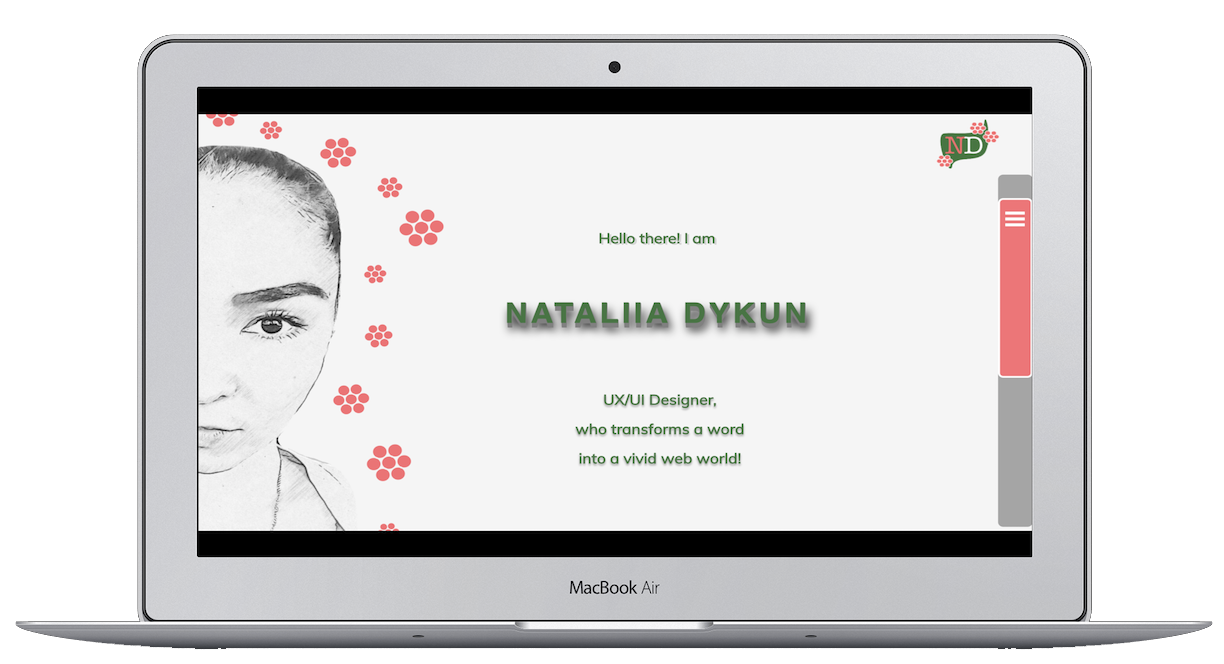 ND
Hello there! I am
NATALIIA DYKUN
UX/UI Designer,
who transforms a word
into a vivid web world!
MacBook Air